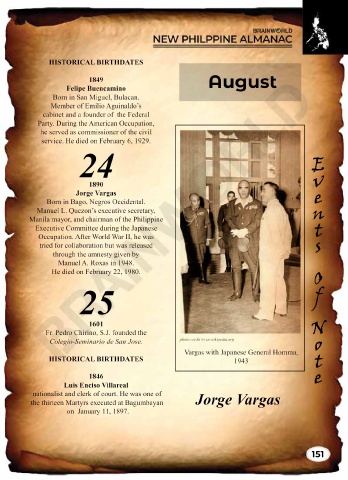 BRAINWORLD
NEW PHILPPINE ALMANAC
HISTORICAL BIRTHDATES
1849
Felipe Buencamino
Born in San Miguel, Bulacan.
Member of Emilio Aguinaldo's
cabinet and a founder of the Federal
Party. During the American Occupation,
he served as commissioner of the civil
service. He died on February 6, 1929.
24
1890
Jorge Vargas
Born in Bago, Negros Occidental.
Manuel L. Quezon's executive secretary,
Manila mayor, and chairman of the Philippine
Executive Committee during the Japanese
Occupation. After World War II, he was
tried for collaboration but was released
through the amnesty given by
Manuel A. Roxas in 1948.
He died on February 22, 1980.
25
1601
Fr. Pedro Chirino, S.J. founded the
Colegio-Seminario de San Jose.
HISTORICAL BIRTHDATES
1846
Luis Enciso Villareal
nationalist and clerk of court. He was one of
the thirteen Martyrs executed at Bagumbayan
on January 11, 1897.
August
Vargas with Japanese General Homma,
1943
Jorge Vargas
Events Of Note
151